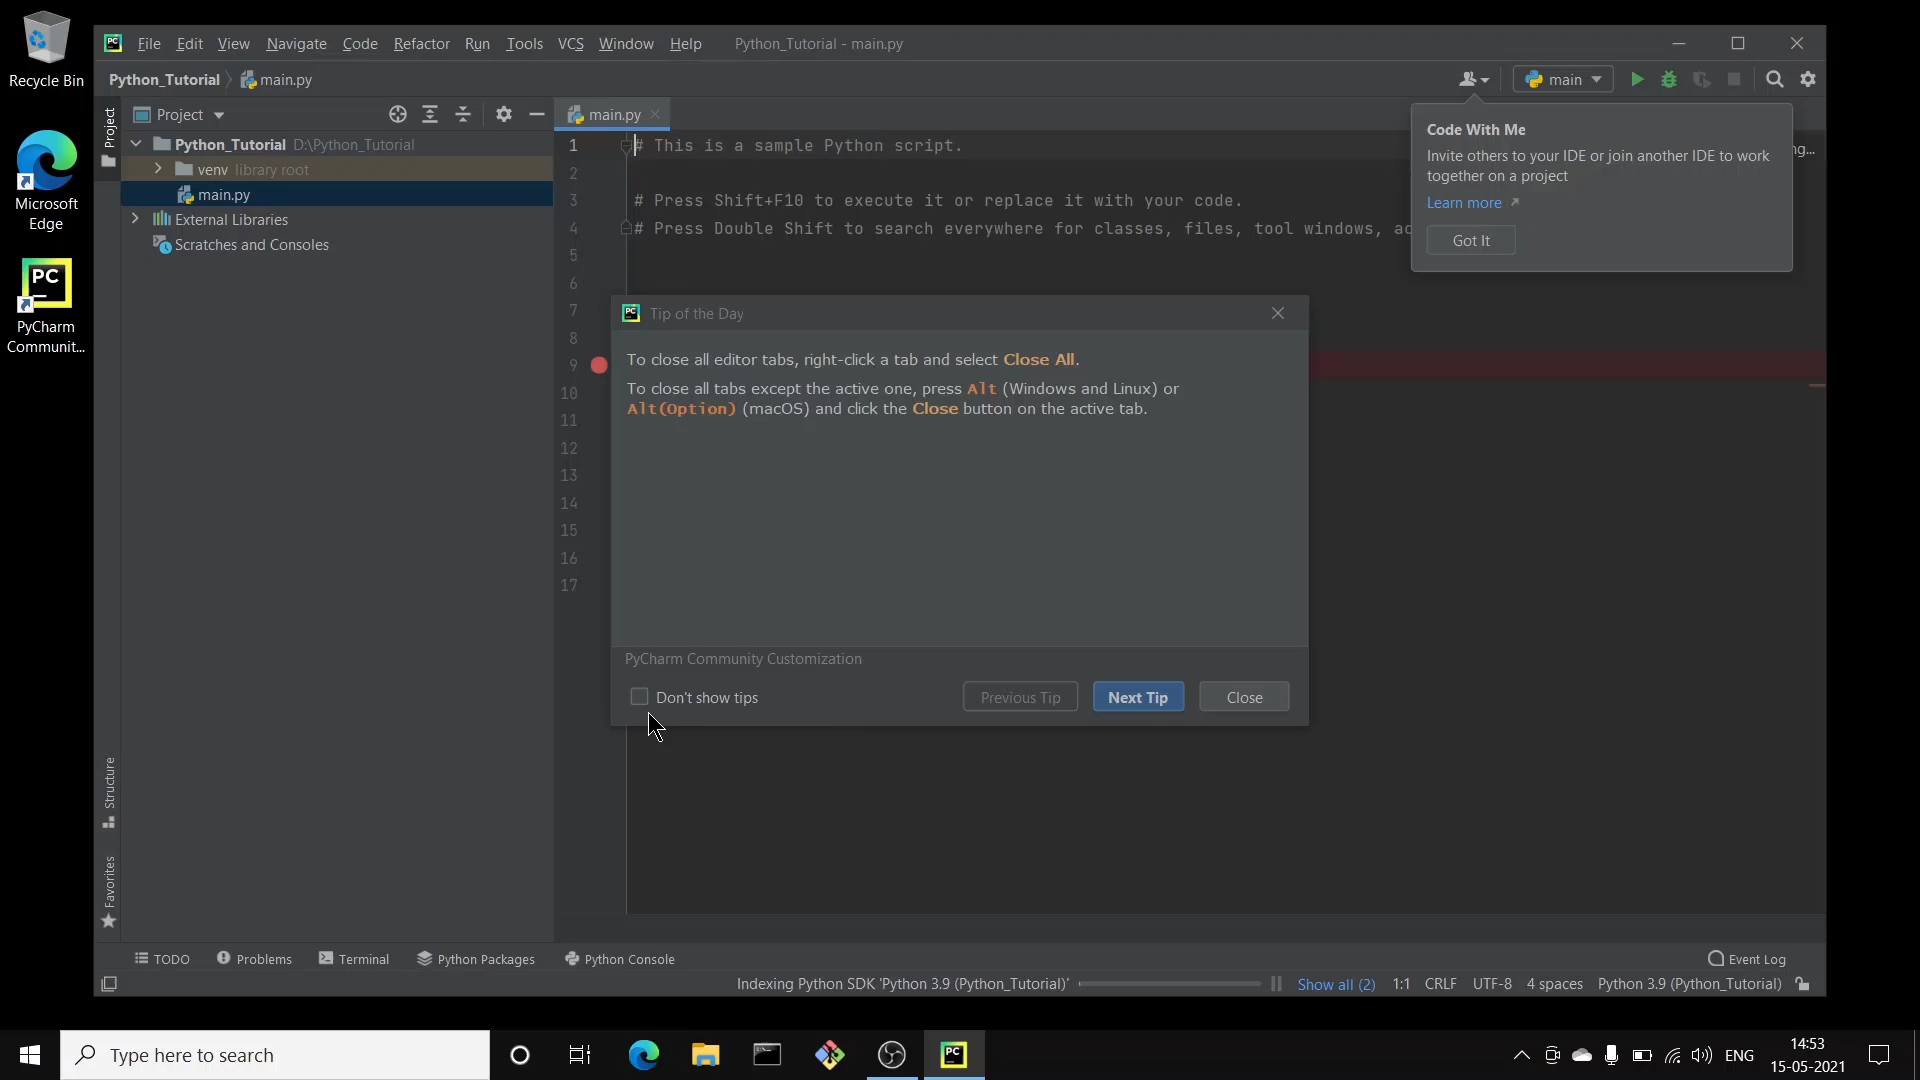 Recycle Bin
Microsoft
Edge
PC
PyCharm
Communit...
PC
File Edit View Navigate Code Refactor Run Tools VCS Window Help Python_Tutorial - main.py
Python_Tutorial main.py
main
Project
Project
main.py
Python_Tutorial D:\Python_Tutorial
venv library root
main.py
External Libraries
Scratches and Consoles
1 # This is a sample Python script.
2
3 # Press Shift+F10 to execute it or replace it with your code.
4 # Press Double Shift to search everywhere for classes, files, tool windows, ac
5
6
7
8
9
10
11
12
13
14
15
16
17
Code With Me
Invite others to your IDE or join another IDE to work
together on a project
Learn more
Got It
ng...
PC
Tip of the Day
To close all editor tabs, right-click a tab and select Close All.
To close all tabs except the active one, press Alt (Windows and Linux) or
Alt(Option) (macOS) and click the Close button on the active tab.
PyCharm Community Customization
Don't show tips
Previous Tip
Next Tip
Close
Structure
Favorites
TODO Problems Terminal Python Packages Python Console Event Log
Indexing Python SDK 'Python 3.9 (Python_Tutorial)' Show all (2) 1:1 CRLF UTF-8 4 spaces Python 3.9 (Python_Tutorial)
Type here to search
PC
ENG
14:53
15-05-2021